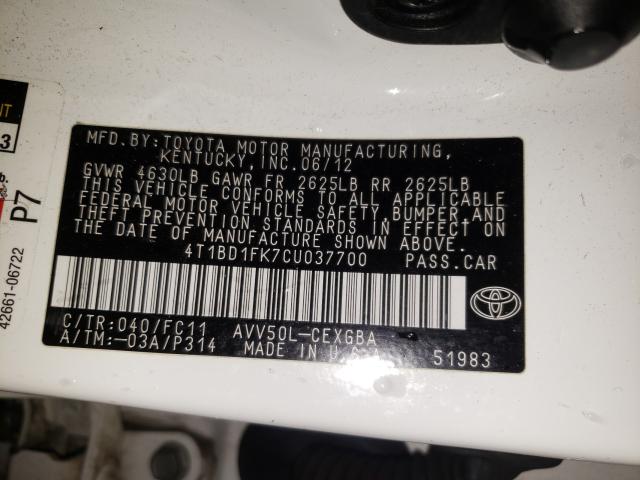 MFD.BY:TOYOTA MOTOR MANUFACTURING,
KENTUCKY,INC.06/12
GVWR 4630LB GAWR FR 2625LB RR 2625LB
THIS VEHICLE CONFORMS TO ALL APPLICABLE
FEDERAL MOTOR VEHICLE SAFETY,BUMPER,AND
THEFT PREVENTION STANDARDS IN EFFECT ON
THE DATE OF MANUFACTURE SHOWN ABOVE.
4T1BD1FK7CU037700 PASS.CAR
C/TR:040/FC11 AVV50L-CEXGBA
A/TM:-03A/P314 MADE IN U.S.A. 51983
3
P7
42661-06722